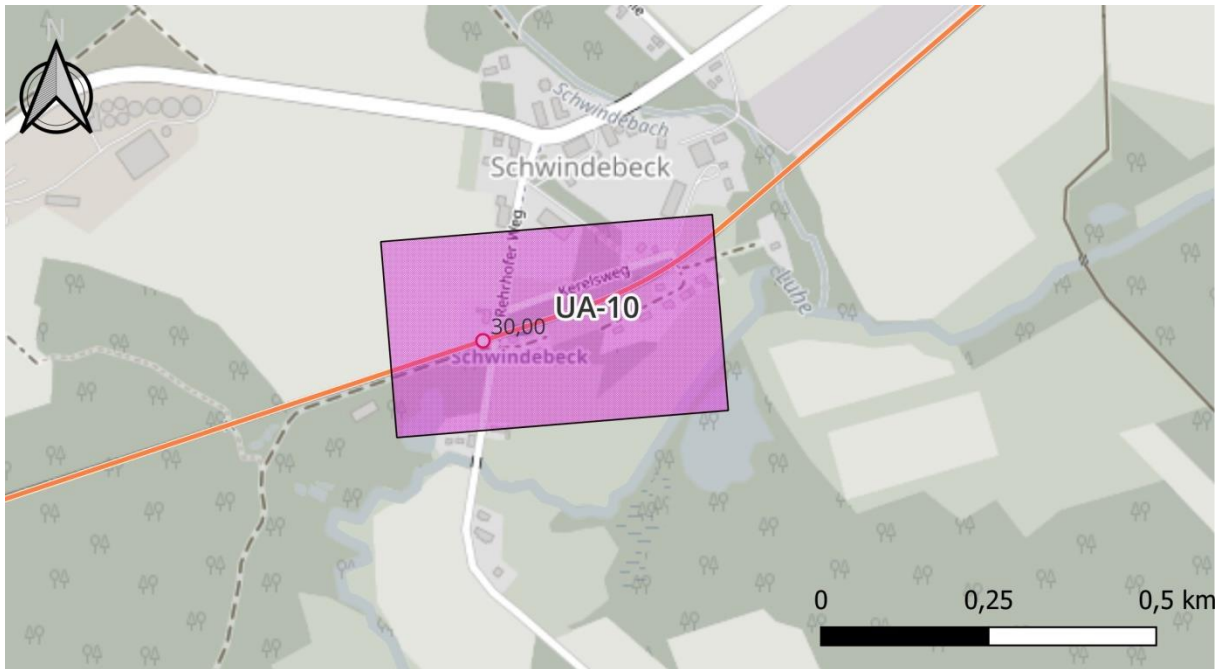 N
Schwindebach
Schwindebeck
Rehrhofer Weg
Kerelsweg
Luhe
UA-10
30,00
Schwindebeck
0 0,25 0,5 km